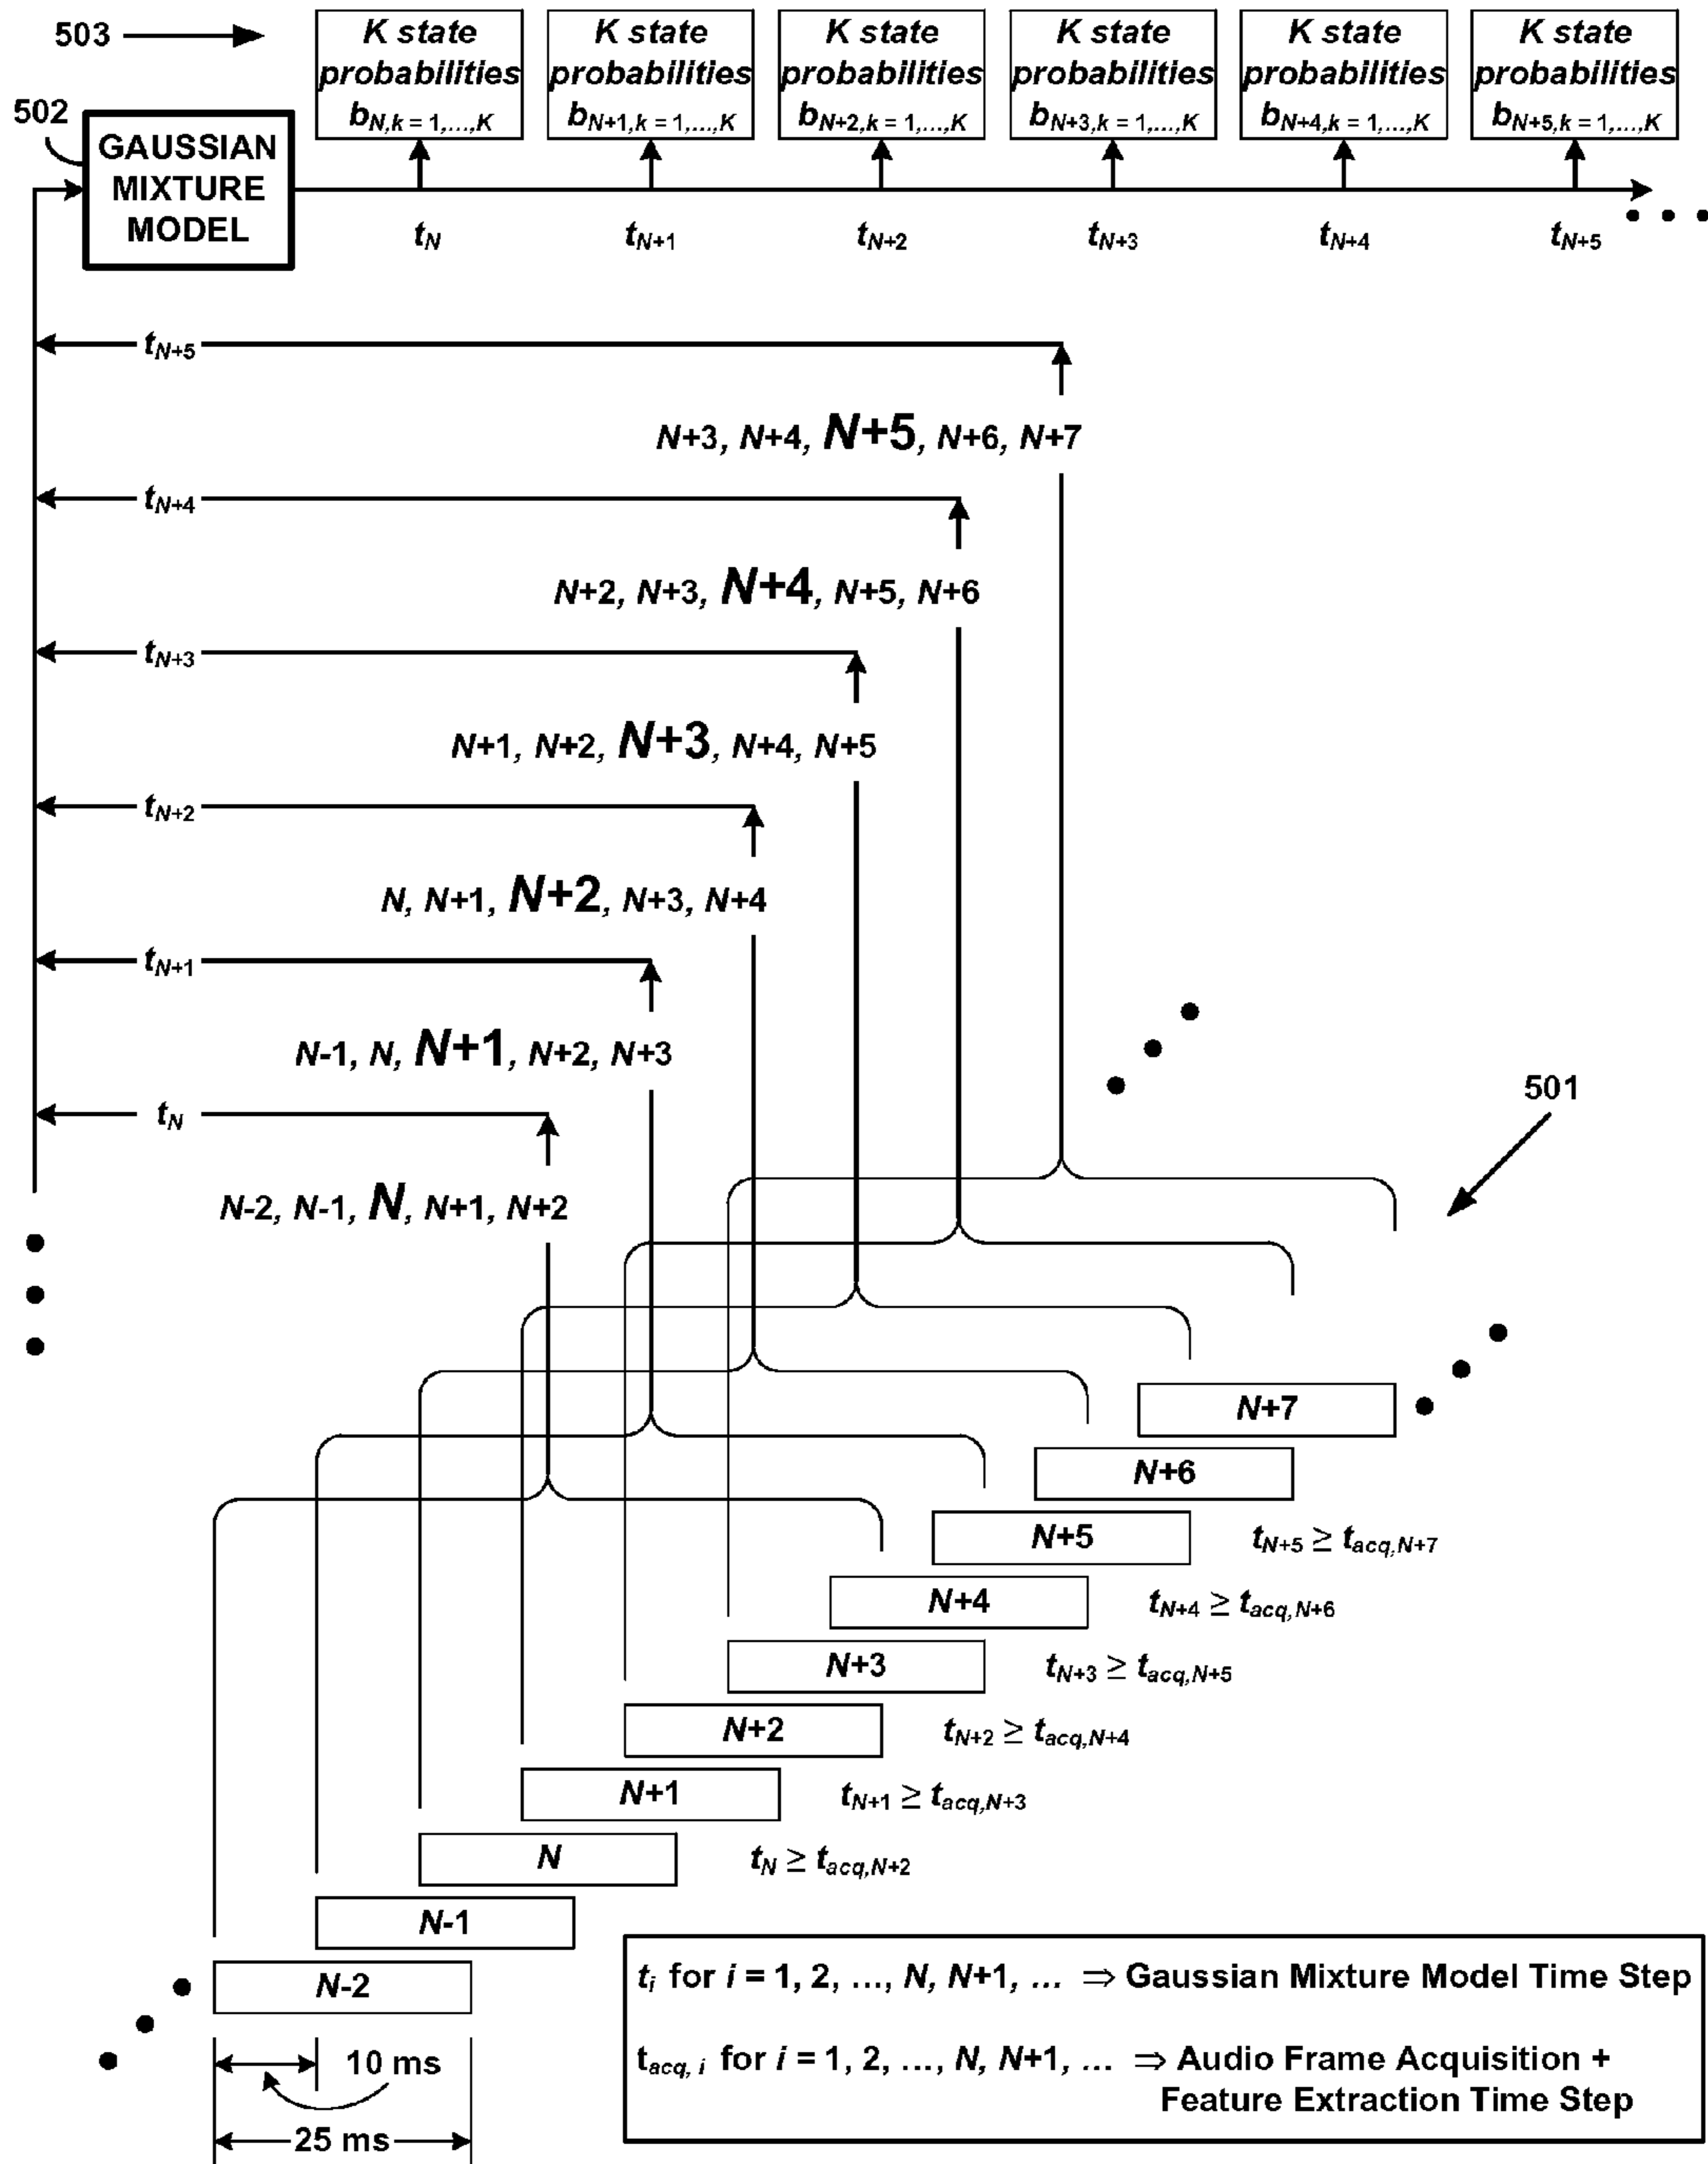 503
K state probabilities b_{N,k = 1,...,K}
K state probabilities b_{N+1,k = 1,...,K}
K state probabilities b_{N+2,k = 1,...,K}
K state probabilities b_{N+3,k = 1,...,K}
K state probabilities b_{N+4,k = 1,...,K}
K state probabilities b_{N+5,k = 1,...,K}
502
GAUSSIAN
MIXTURE
MODEL
t_N t_{N+1} t_{N+2} t_{N+3} t_{N+4} t_{N+5}
t_{N+5}
N+3, N+4, N+5, N+6, N+7
t_{N+4}
N+2, N+3, N+4, N+5, N+6
t_{N+3}
N+1, N+2, N+3, N+4, N+5
t_{N+2}
N, N+1, N+2, N+3, N+4
t_{N+1}
N-1, N, N+1, N+2, N+3
t_N
501
N-2, N-1, N, N+1, N+2
N+7
N+6
N+5 t_{N+5} ≥ t_{acq,N+7}
N+4 t_{N+4} ≥ t_{acq,N+6}
N+3 t_{N+3} ≥ t_{acq,N+5}
N+2 t_{N+2} ≥ t_{acq,N+4}
N+1 t_{N+1} ≥ t_{acq,N+3}
N t_N ≥ t_{acq,N+2}
N-1
N-2
10 ms
25 ms
t_i for i = 1, 2, ..., N, N+1, ... ⇒ Gaussian Mixture Model Time Step
t_{acq, i} for i = 1, 2, ..., N, N+1, ... ⇒ Audio Frame Acquisition +
Feature Extraction Time Step